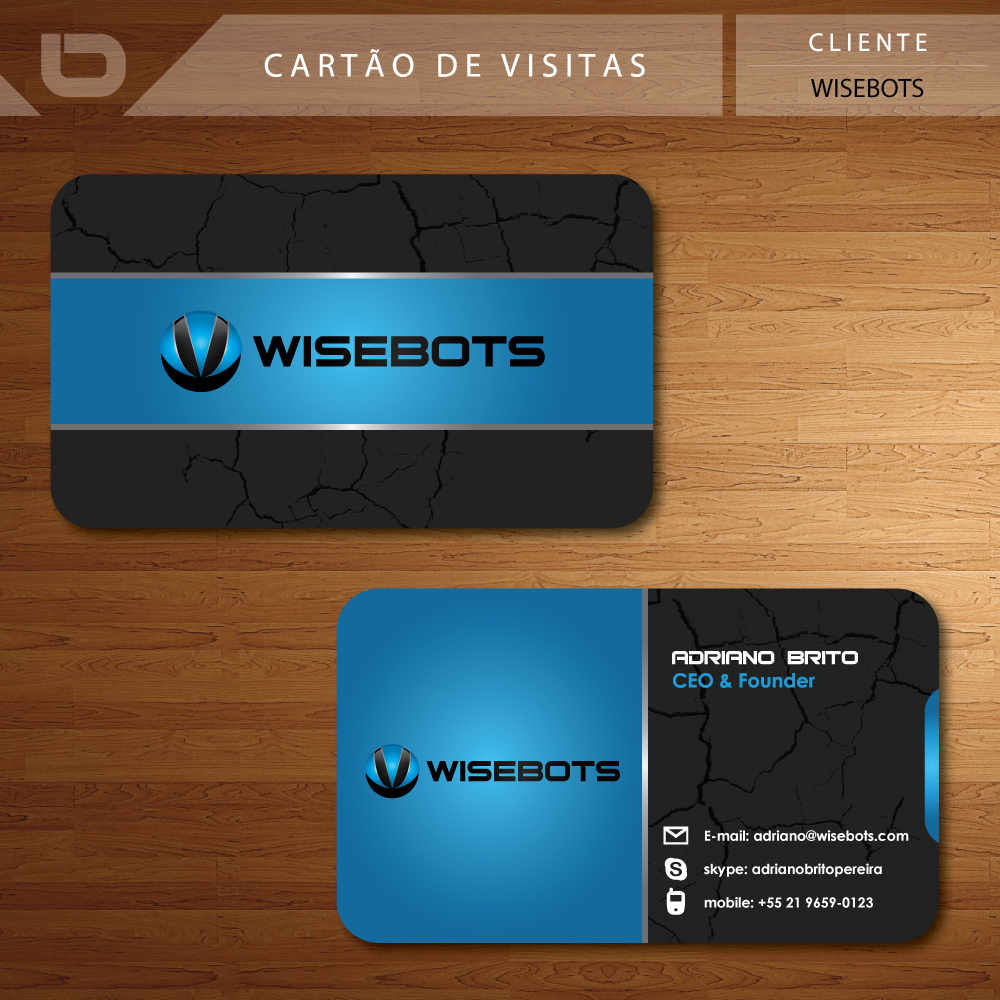 CARTÃO DE VISITAS
CLIENTE
WISEBOTS
WISEBOTS
WISEBOTS
ADRIANO BRITO
CEO & Founder
E-mail: adriano@wisebots.com
skype: adrianobritopereira
mobile: +55 21 9659-0123